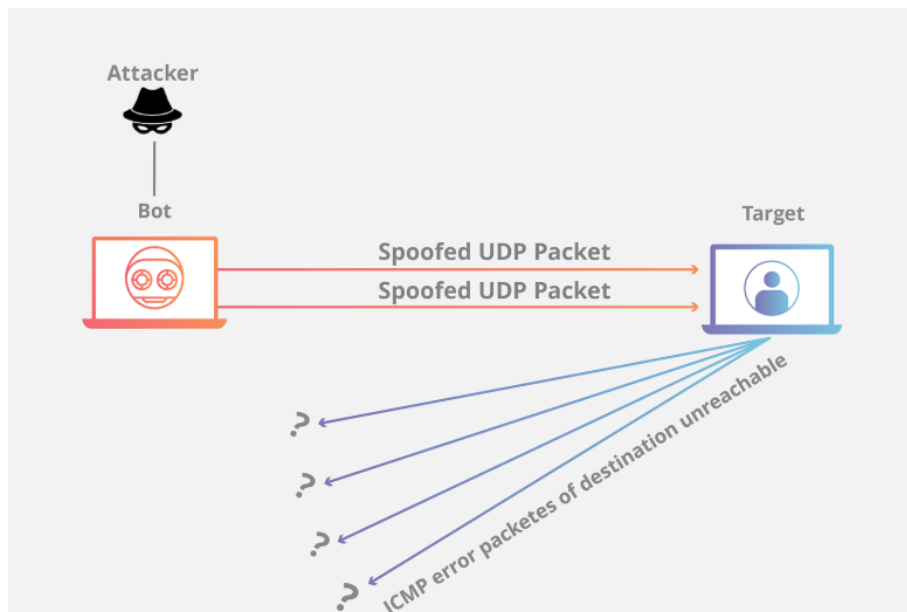 Attacker
Bot
Target
Spoofed UDP Packet
Spoofed UDP Packet
?
?
?
?
ICMP error packetes of destination unreachable